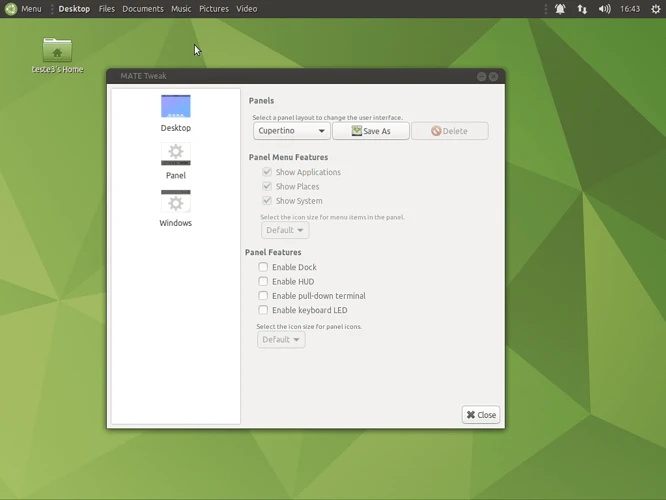 Menu Desktop Files Documents Music Pictures Video 16:43
teste3's Home
MATE Tweak
Desktop
Panel
Windows
Panels
Select a panel layout to change the user interface.
Cupertino Save As Delete
Panel Menu Features
Show Applications
Show Places
Show System
Select the icon size for menu items in the panel.
Default
Panel Features
Enable Dock
Enable HUD
Enable pull-down terminal
Enable keyboard LED
Select the icon size for panel icons.
Default
Close